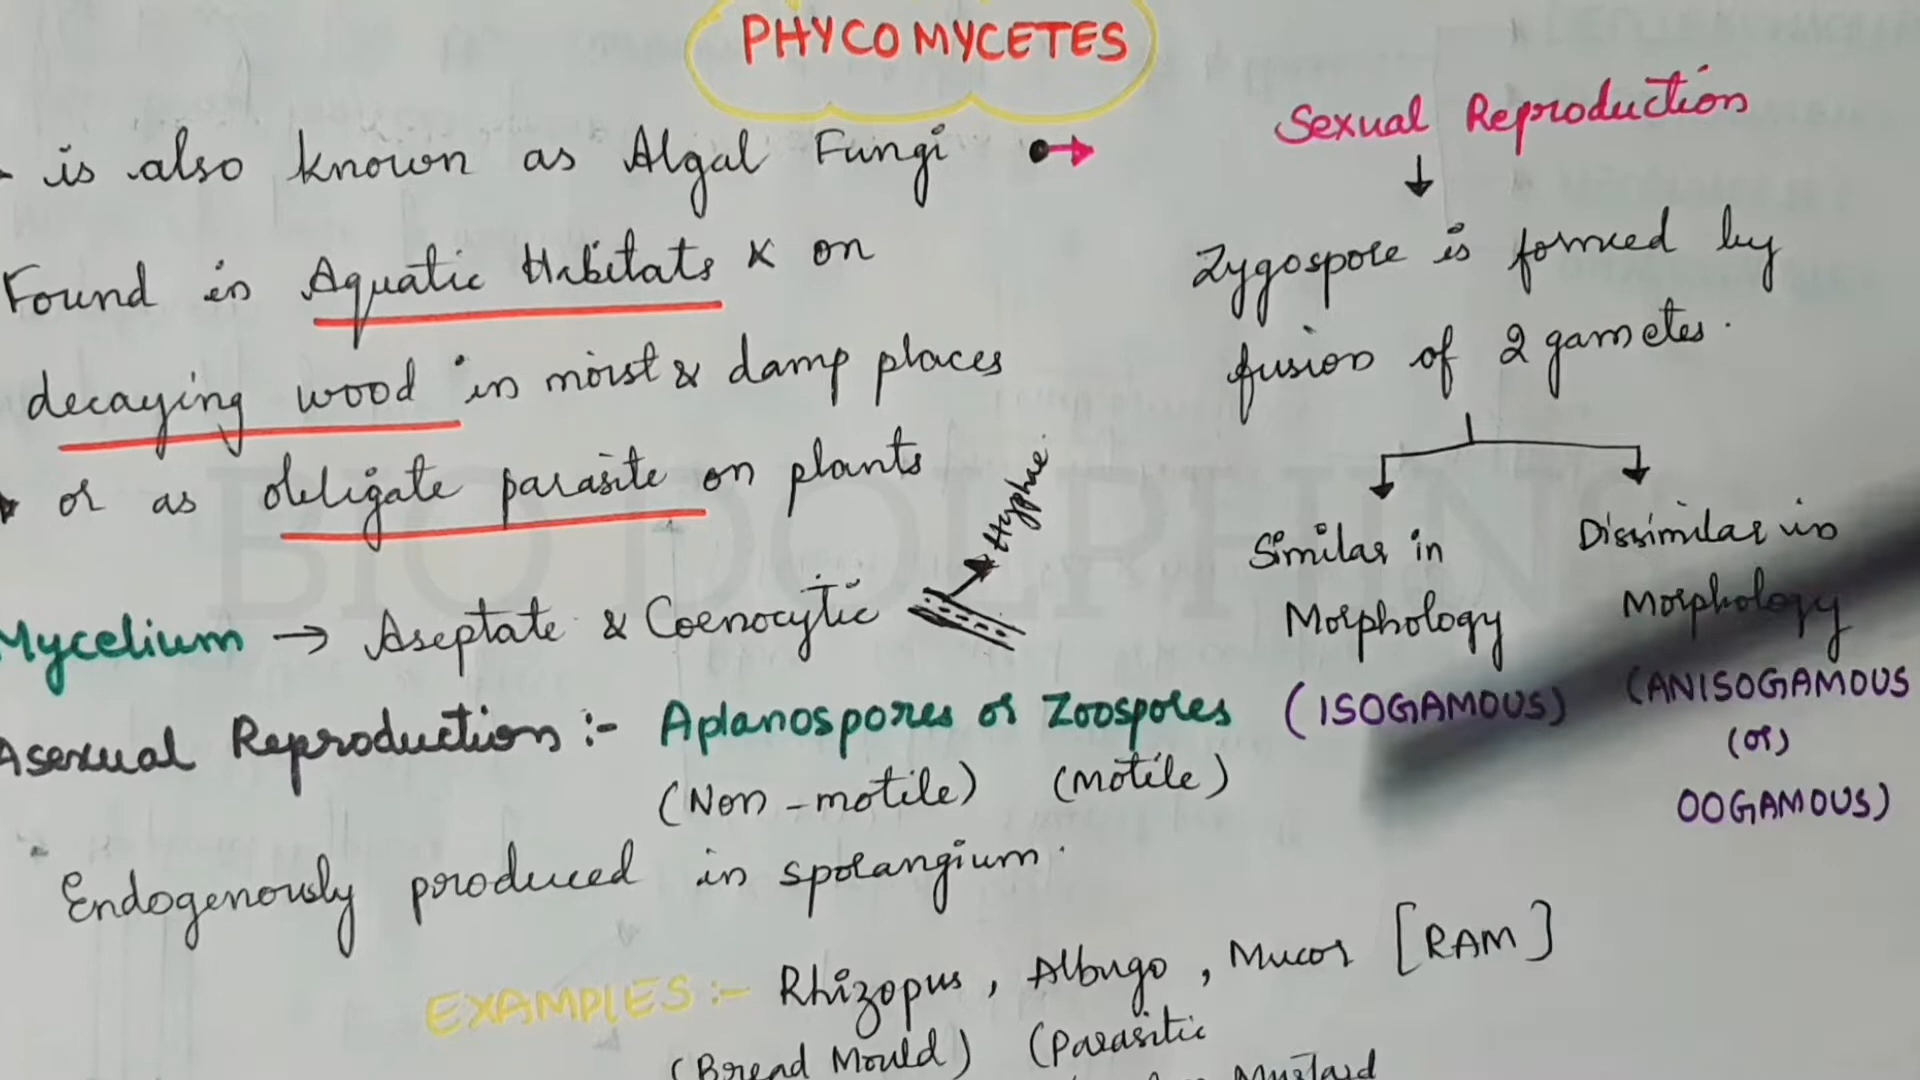 PHYCOMYCETES
is also known as Algal Fungi
Found in Aquatic Habitats & on
decaying wood in moist & damp places
or as obligate parasite on plants
Hyphae
Mycelium → Aseptate & Coenocytic
Asexual Reproduction :- Aplanospores or Zoospores
(Non-motile) (motile)
Endogenously produced in sporangium.
Sexual Reproduction
Zygospore is formed by
fusion of 2 gametes.
Similar in
Morphology
(ISOGAMOUS)
Dissimilar in
Morphology
(ANISOGAMOUS
(or)
OOGAMOUS)
EXAMPLES :- Rhizopus, Albugo, Mucor [RAM]
(Bread Mould) (Parasitic
Mustard
BIO DOLPHINS